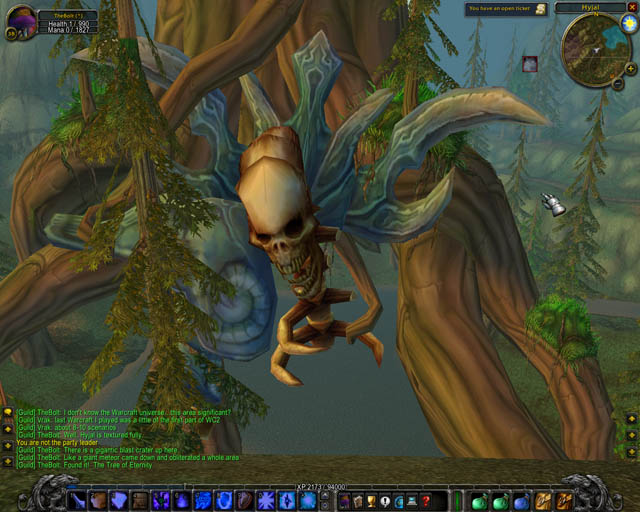 TheBolt (*)
Health 1 / 990
Mana 0 / 1827
You have an open ticket
Hyjal
N
[Guild] TheBolt: I don't know the Warcraft universe... this area significant?
[Guild] Vrak: last Warcraft I played was a little of the first part of WC2
[Guild] Vrak: about 8-10 scenarios
[Guild] TheBolt: Well, Hyjal is textured fully.
You are not the party leader
[Guild] TheBolt: There is a gigantic blast crater up here
[Guild] TheBolt: Like a giant meteor came down and obliterated a whole area
[Guild] TheBolt: Found it! The Tree of Eternity
XP 2173 / 94000